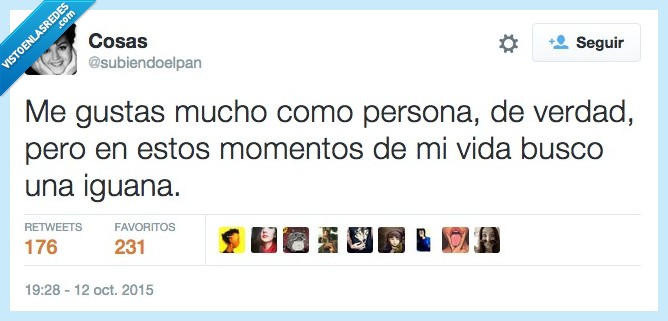 VISTOENLASREDES
.com
Cosas
@subiendoelpan
Seguir
Me gustas mucho como persona, de verdad,
pero en estos momentos de mi vida busco
una iguana.
RETWEETS FAVORITOS
176 231
19:28 - 12 oct. 2015